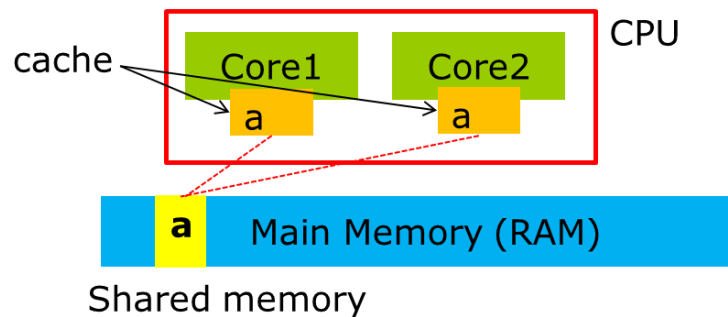 CPU
cache
Core1
Core2
a
a
a
Main Memory (RAM)
Shared memory